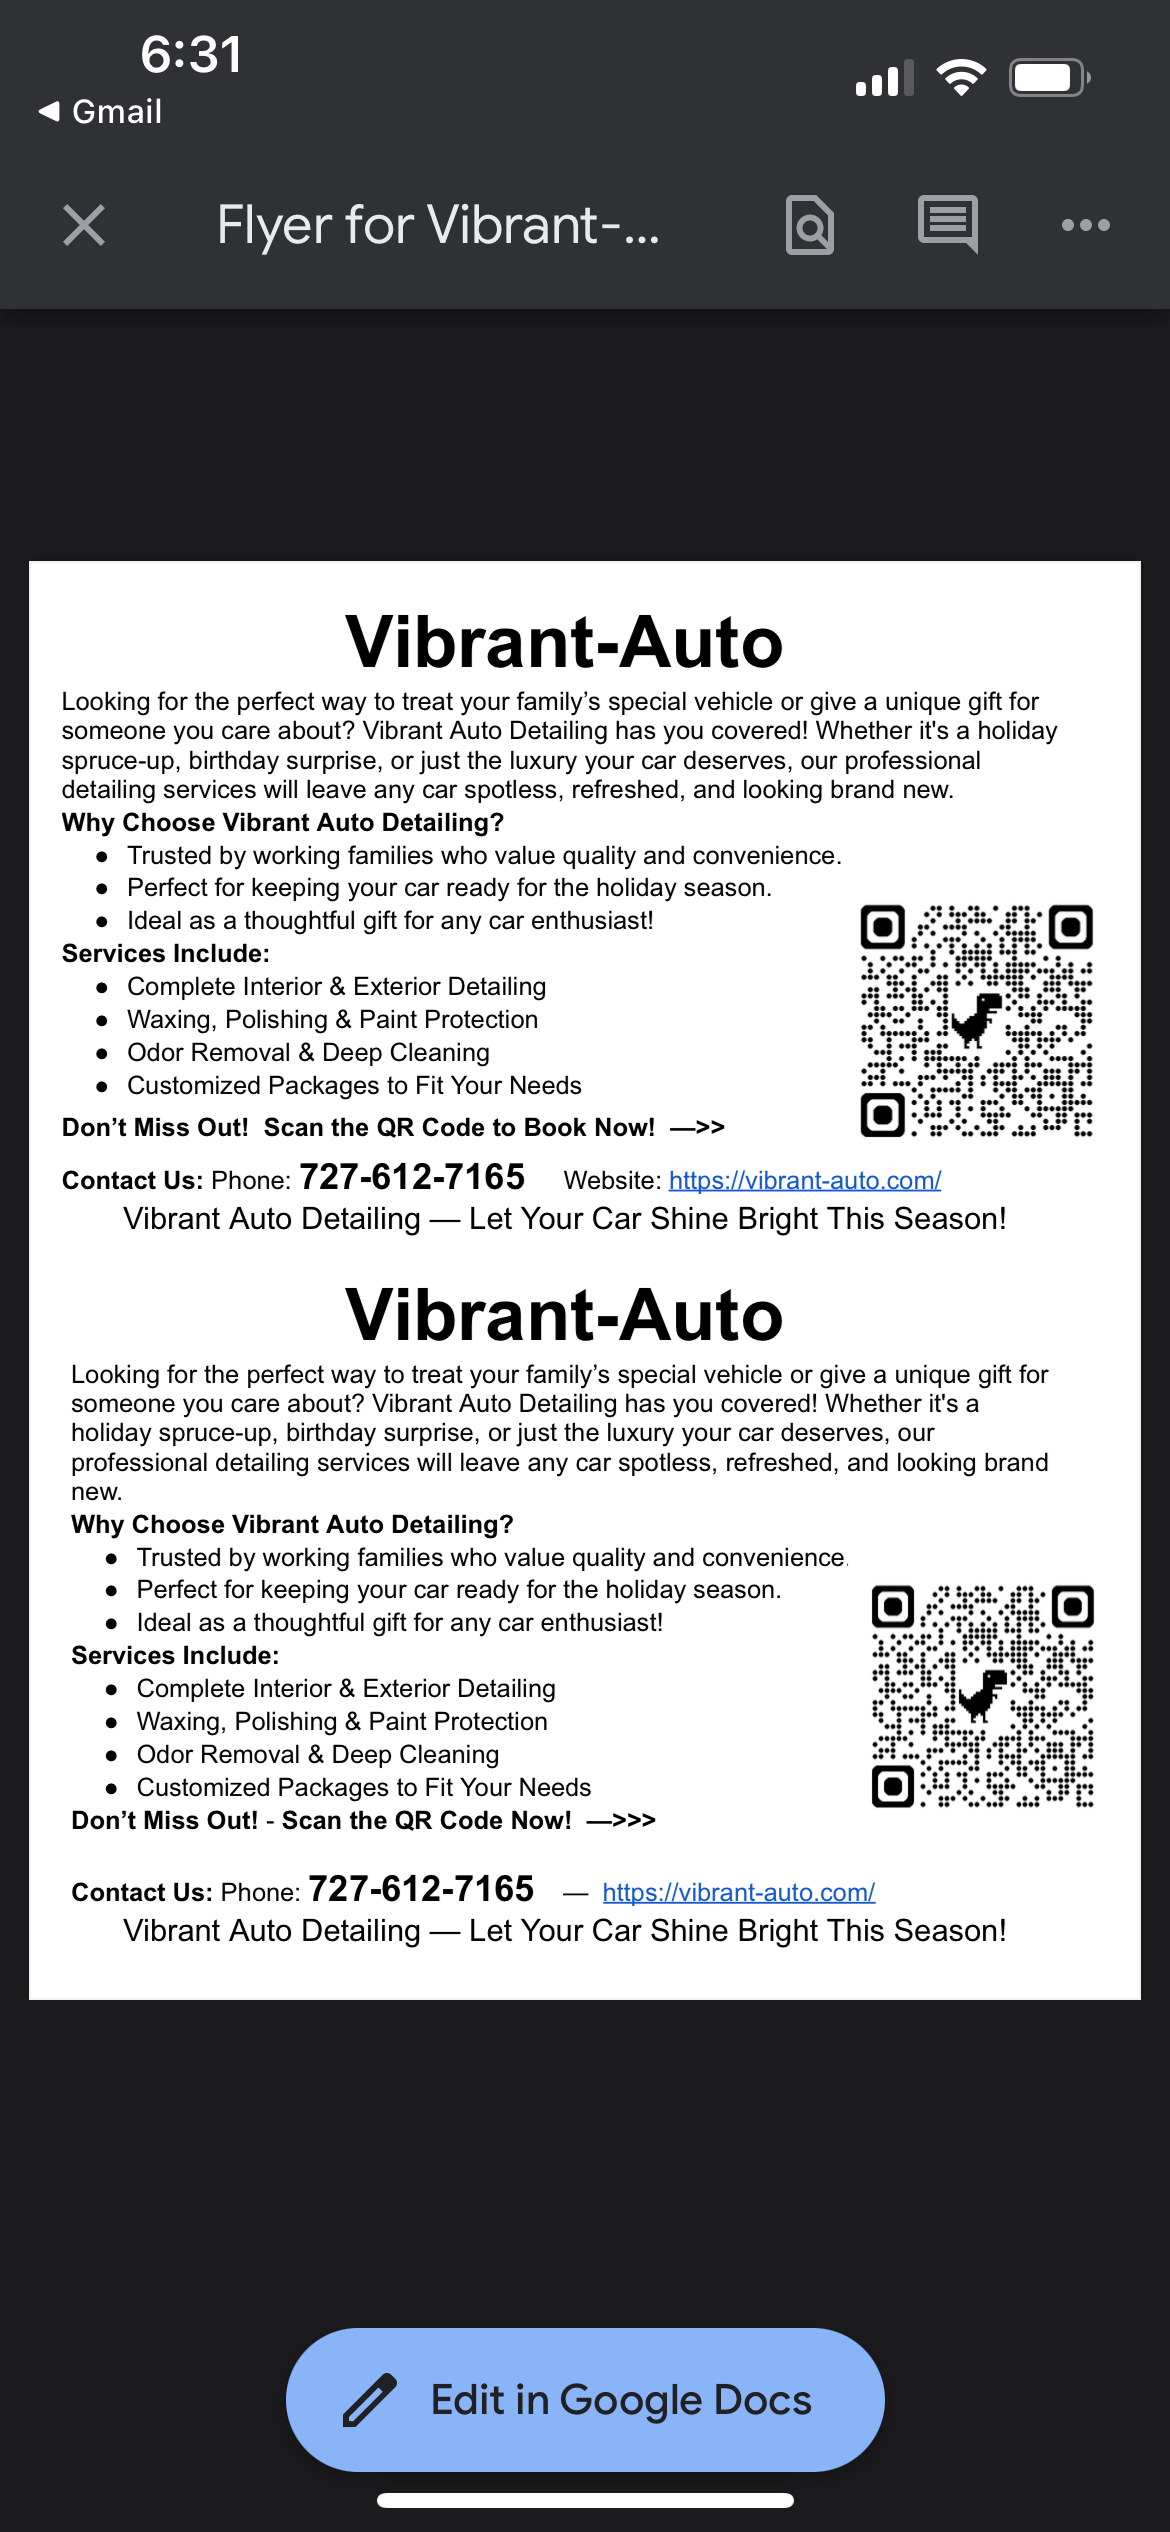 6:31
◀ Gmail
Flyer for Vibrant-...
Vibrant-Auto
Looking for the perfect way to treat your family’s special vehicle or give a unique gift for
someone you care about? Vibrant Auto Detailing has you covered! Whether it's a holiday
spruce-up, birthday surprise, or just the luxury your car deserves, our professional
detailing services will leave any car spotless, refreshed, and looking brand new.
Why Choose Vibrant Auto Detailing?
● Trusted by working families who value quality and convenience.
● Perfect for keeping your car ready for the holiday season.
● Ideal as a thoughtful gift for any car enthusiast!
Services Include:
● Complete Interior & Exterior Detailing
● Waxing, Polishing & Paint Protection
● Odor Removal & Deep Cleaning
● Customized Packages to Fit Your Needs
Don’t Miss Out!  Scan the QR Code to Book Now!  —>>
Contact Us: Phone: 727-612-7165 Website: https://vibrant-auto.com/
Vibrant Auto Detailing — Let Your Car Shine Bright This Season!
Vibrant-Auto
Looking for the perfect way to treat your family’s special vehicle or give a unique gift for
someone you care about? Vibrant Auto Detailing has you covered! Whether it's a
holiday spruce-up, birthday surprise, or just the luxury your car deserves, our
professional detailing services will leave any car spotless, refreshed, and looking brand
new.
Why Choose Vibrant Auto Detailing?
● Trusted by working families who value quality and convenience.
● Perfect for keeping your car ready for the holiday season.
● Ideal as a thoughtful gift for any car enthusiast!
Services Include:
● Complete Interior & Exterior Detailing
● Waxing, Polishing & Paint Protection
● Odor Removal & Deep Cleaning
● Customized Packages to Fit Your Needs
Don’t Miss Out! - Scan the QR Code Now!  —>>>
Contact Us: Phone: 727-612-7165 — https://vibrant-auto.com/
Vibrant Auto Detailing — Let Your Car Shine Bright This Season!
Edit in Google Docs